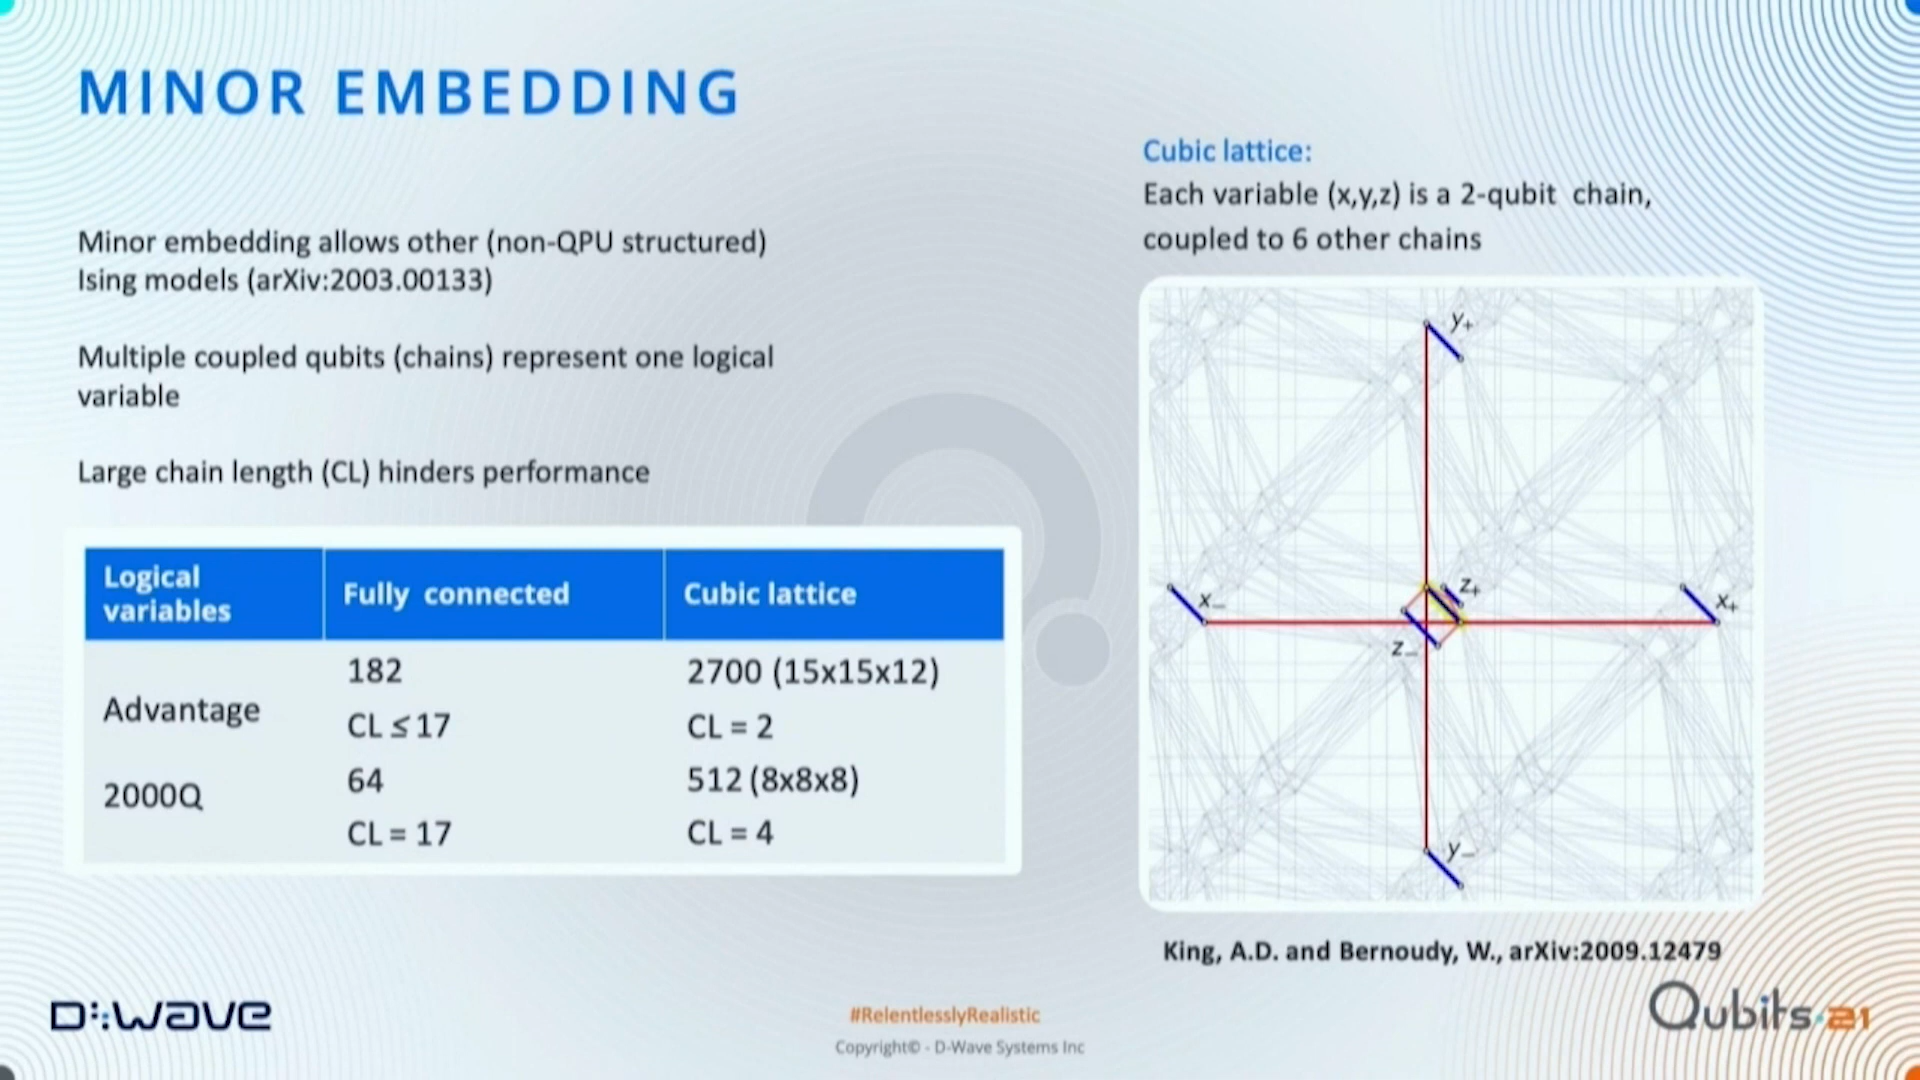 MINOR EMBEDDING
Minor embedding allows other (non-QPU structured)
Ising models (arXiv:2003.00133)
Multiple coupled qubits (chains) represent one logical
variable
Large chain length (CL) hinders performance
Logical
variables
Fully connected
Cubic lattice
Advantage
182
CL ≤ 17
2700 (15x15x12)
CL = 2
2000Q
64
CL = 17
512 (8x8x8)
CL = 4
Cubic lattice:
Each variable (x,y,z) is a 2-qubit chain,
coupled to 6 other chains
y+
z+
x−
x+
z−
y−
King, A.D. and Bernoudy, W., arXiv:2009.12479
D:Wave
#RelentlesslyRealistic
Copyright© - D-Wave Systems Inc
Qubits 21